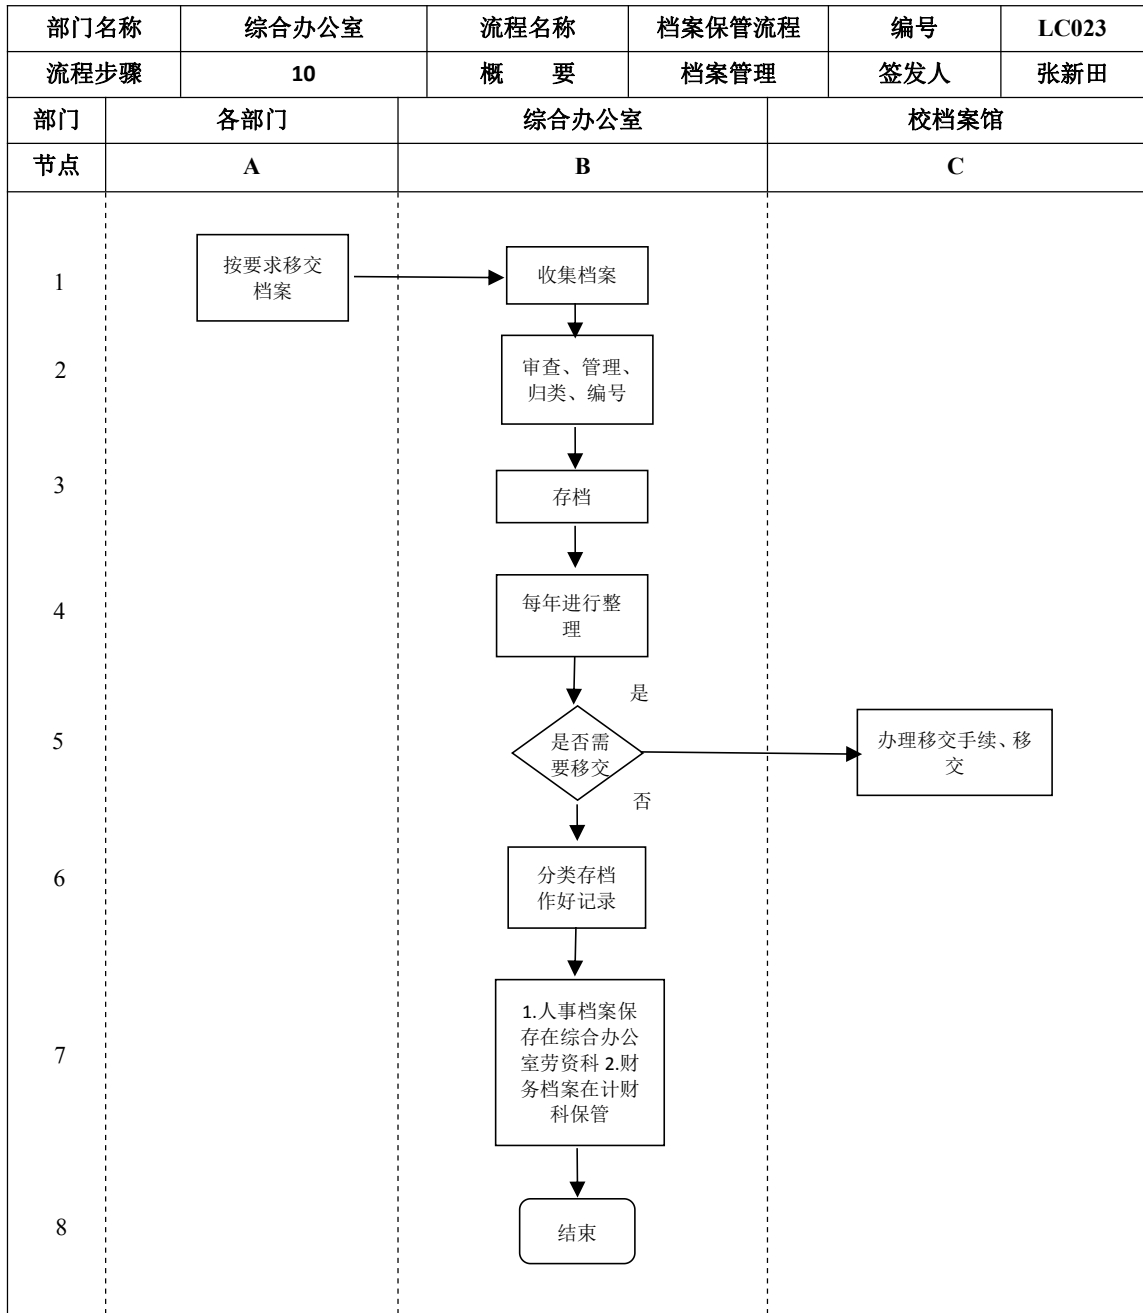 部门名称 综合办公室 流程名称 档案保管流程 编号 LC023
流程步骤 10 概 要 档案管理 签发人 张新田
部门 各部门 综合办公室 校档案馆
节点 A B C
1
按要求移交
档案
收集档案
2
审查、管理、
归类、编号
3
存档
4
每年进行整
理
是
5
是否需
要移交
办理移交手续、移
交
否
6
分类存档
作好记录
7
1.人事档案保
存在综合办公
室劳资科 2.财
务档案在计财
科保管
8
结束